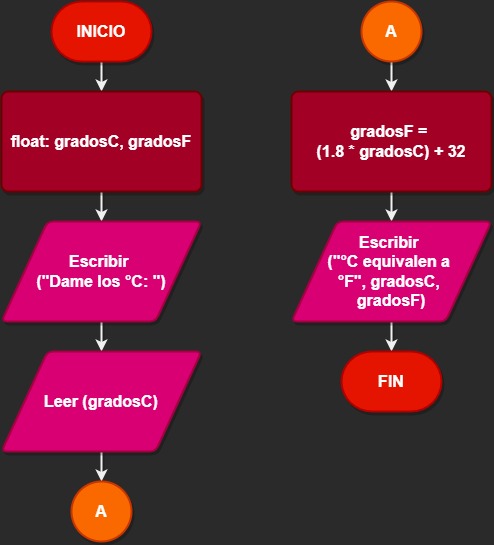 INICIO
float: gradosC, gradosF
Escribir
("Dame los °C: ")
Leer (gradosC)
A
A
gradosF =
(1.8 * gradosC) + 32
Escribir
("°C equivalen a
°F", gradosC,
gradosF)
FIN